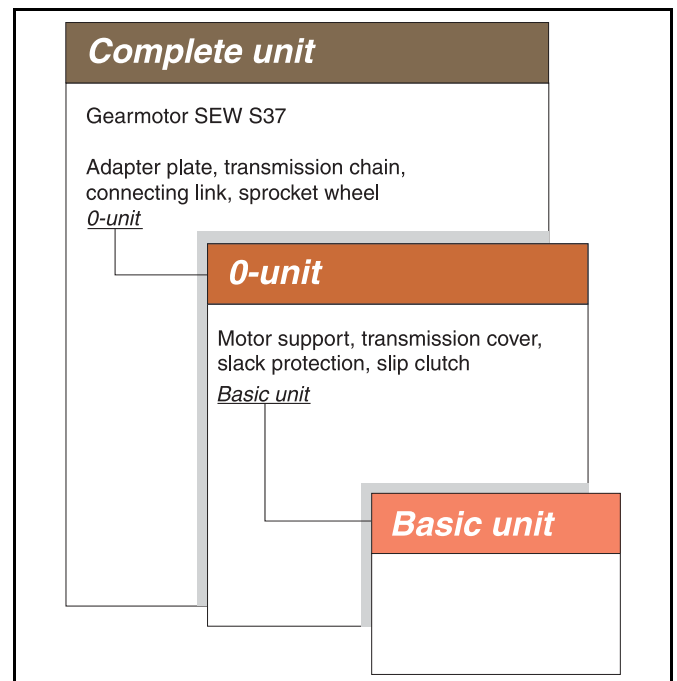 Complete unit
Gearmotor SEW S37
Adapter plate, transmission chain,
connecting link, sprocket wheel
0-unit
0-unit
Motor support, transmission cover,
slack protection, slip clutch
Basic unit
Basic unit